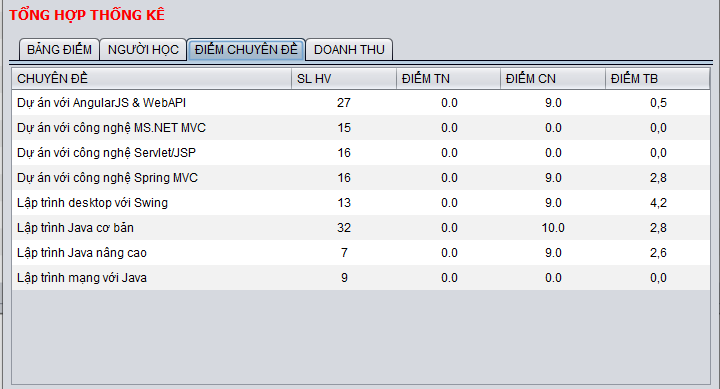 TỔNG HỢP THỐNG KÊ
BẢNG ĐIỂM NGƯỜI HỌC ĐIỂM CHUYÊN ĐỀ DOANH THU
CHUYÊN ĐỀ SL HV ĐIỂM TN ĐIỂM CN ĐIỂM TB
Dự án với AngularJS & WebAPI 27 0.0 9.0 0,5
Dự án với công nghệ MS.NET MVC 15 0.0 0.0 0,0
Dự án với công nghệ Servlet/JSP 16 0.0 0.0 0,0
Dự án với công nghệ Spring MVC 16 0.0 9.0 2,8
Lập trình desktop với Swing 13 0.0 9.0 4,2
Lập trình Java cơ bản 32 0.0 10.0 2,8
Lập trình Java nâng cao 7 0.0 9.0 2,6
Lập trình mạng với Java 9 0.0 0.0 0,0